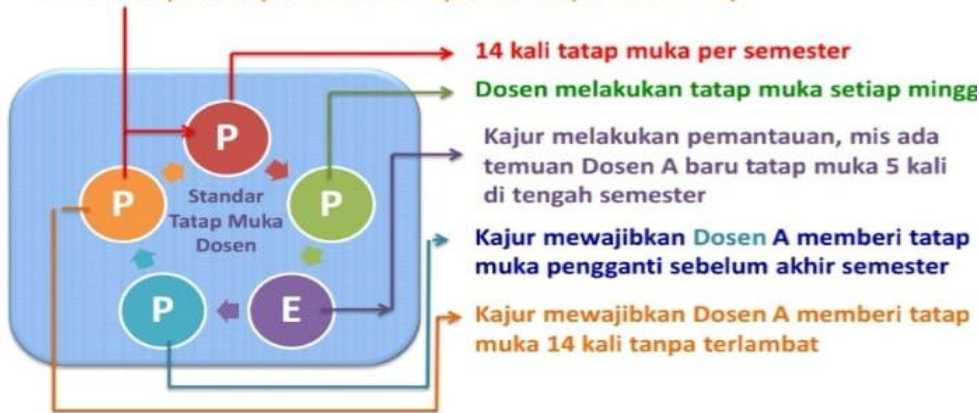 14 kali tatap muka per semester
Dosen melakukan tatap muka setiap mingg
Kajur melakukan pemantauan, mis ada
temuan Dosen A baru tatap muka 5 kali
di tengah semester
Kajur mewajibkan Dosen A memberi tatap
muka pengganti sebelum akhir semester
Kajur mewajibkan Dosen A memberi tatap
muka 14 kali tanpa terlambat
P
P
P
Standar
Tatap Muka
Dosen
P
E